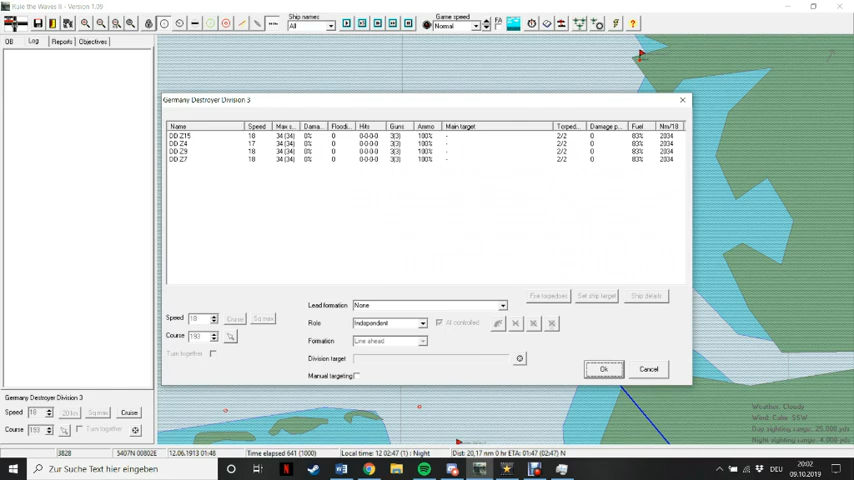 Rule the Waves II - Version 1.09
Ship names:
All
Game speed
Normal
FA
OB Log Reports Objectives
Germany Destroyer Division 3
Name Speed Max s... Dama... Floodi... Hits Guns Ammo Main target Torped... Damage p... Fuel Nm/18
DD Z15 18 34 (34) 0% 0 0-0-0-0 3(3) 100% - 2/2 0 83% 2034
DD Z4 17 34 (34) 0% 0 0-0-0-0 3(3) 100% - 2/2 0 83% 2034
DD Z9 18 34 (34) 0% 0 0-0-0-0 3(3) 100% - 2/2 0 83% 2034
DD Z7 18 34 (34) 0% 0 0-0-0-0 3(3) 100% - 2/2 0 83% 2034
Fire torpedoes Set ship target Ship details
Lead formation None
Speed 18 Cruise Sq max
Role Independent AI controlled
Course 193
Formation Line ahead
Turn together
Division target
Manual targeting
Ok Cancel
Germany Destroyer Division 3
Speed 18 20 kn Sq max Cruise
Course 193 Turn together
Weather: Cloudy
Wind: Calm SSW
Day sighting range: 25.000 yds
Night sighting range: 4.000 yds
3828 5407N 00802E 12.06.1913 01:48 Time elapsed 641 (1000) Local time: 12 02:47 (+1) : Night Dist: 20,17 nm 0 hr ETA: 01:47 (02:47) N
Zur Suche Text hier eingeben
DEU
20:02
09.10.2019